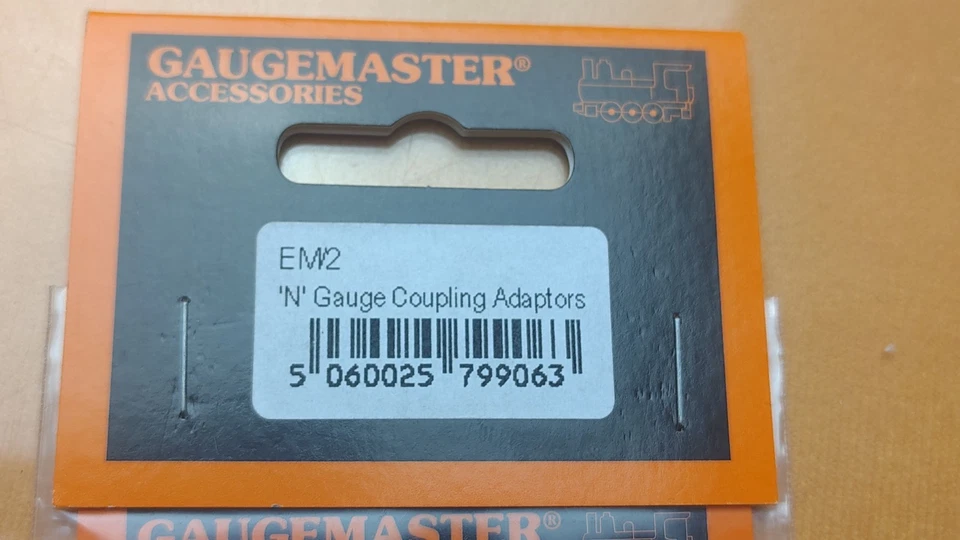 GAUGEMASTER®
ACCESSORIES
EM/2
'N' Gauge Coupling Adaptors
5 060025 799063
GAUGEMASTER®